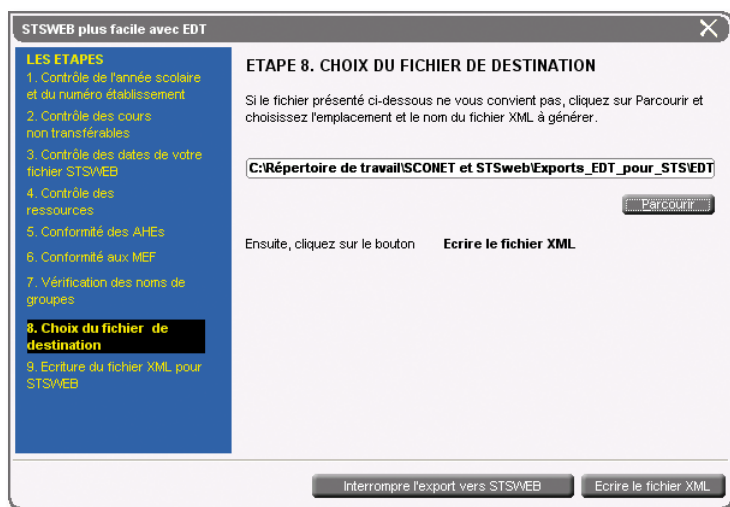 STSWEB plus facile avec EDT
LES ETAPES
1. Contrôle de l'année scolaire
et du numéro établissement
2. Contrôle des cours
non transférables
3. Contrôle des dates de votre
fichier STSWEB
4. Contrôle des
ressources
5. Conformité des AHEs
6. Conformité aux MEF
7. Vérification des noms de
groupes
8. Choix du fichier de
destination
9. Ecriture du fichier XML pour
STSWEB
ETAPE 8. CHOIX DU FICHIER DE DESTINATION
Si le fichier présenté ci-dessous ne vous convient pas, cliquez sur Parcourir et
choisissez l'emplacement et le nom du fichier XML à générer.
C:\Répertoire de travail\SCONET et STSweb\Exports_EDT_pour_STS\EDT
Parcourir
Ensuite, cliquez sur le bouton Ecrire le fichier XML
Interrompre l'export vers STSWEB
Ecrire le fichier XML